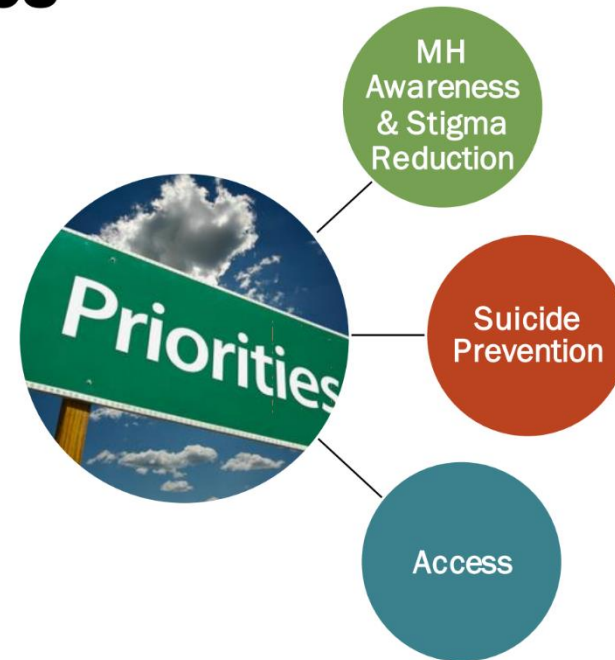 MH
Awareness
& Stigma
Reduction
Priorities
Suicide
Prevention
Access